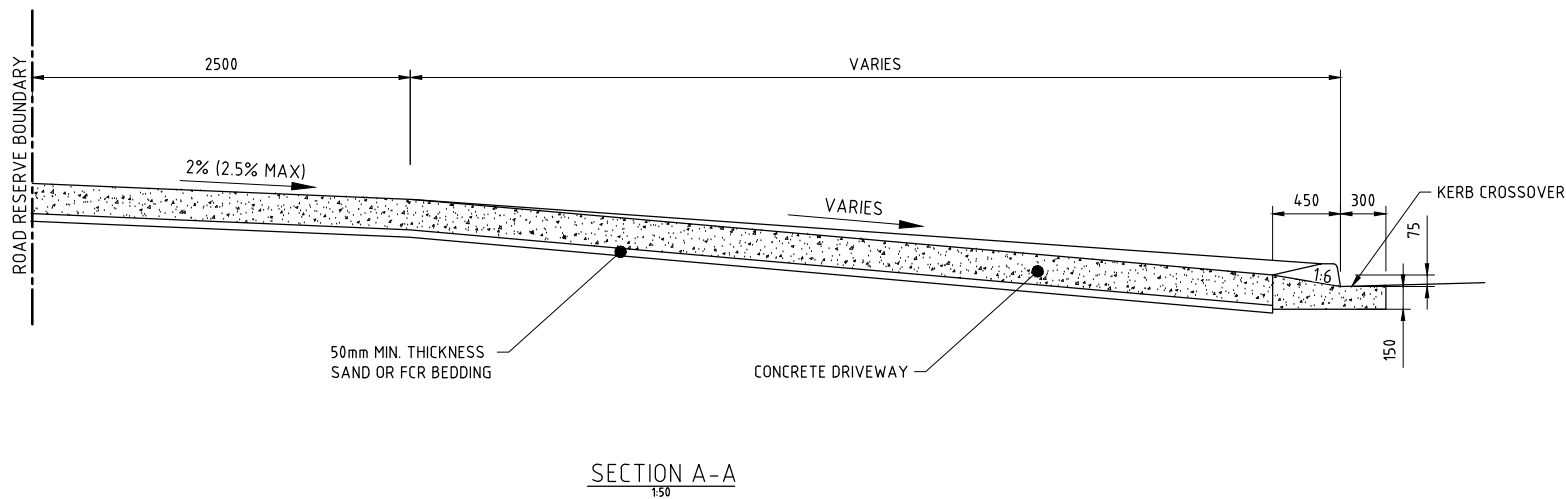 2500
VARIES
ROAD RESERVE BOUNDARY
2% (2.5% MAX)
VARIES
450
300
KERB CROSSOVER
75
1:6
150
50mm MIN. THICKNESS
SAND OR FCR BEDDING
CONCRETE DRIVEWAY
SECTION A-A
1:50